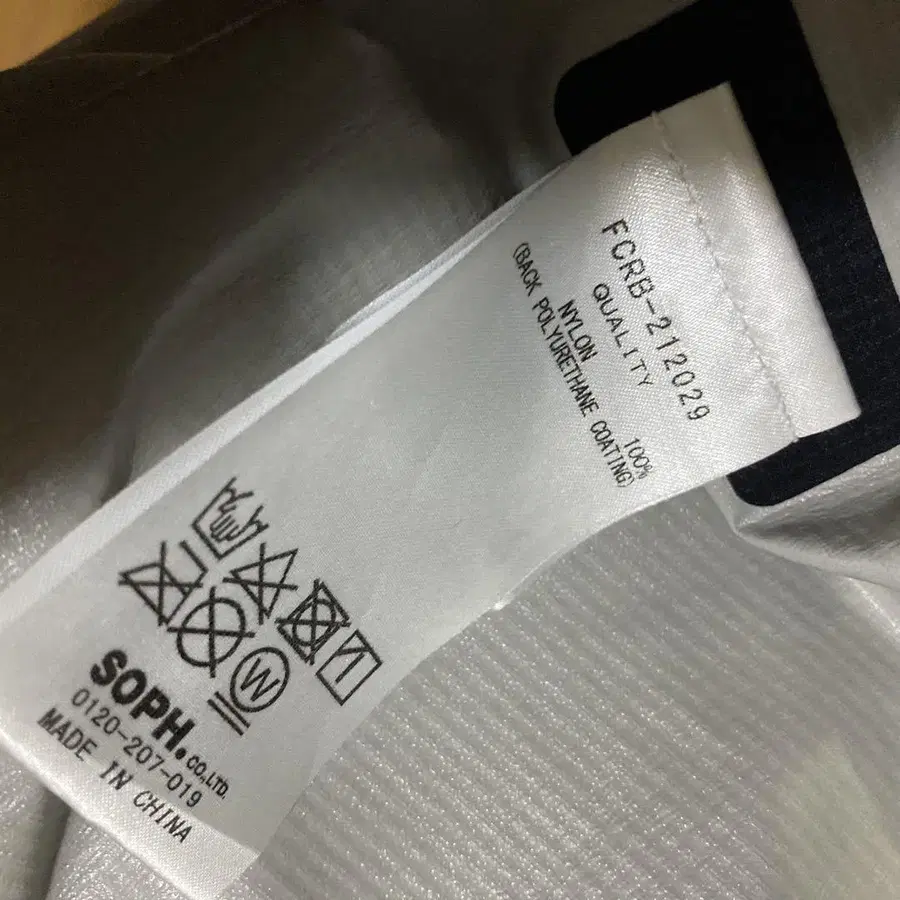 FCRB-212029
QUALITY
NYLON 100%
(BACK POLYURETHANE COATING)
W
SOPH.CO.,LTD.
0120-207-019
MADE IN CHINA